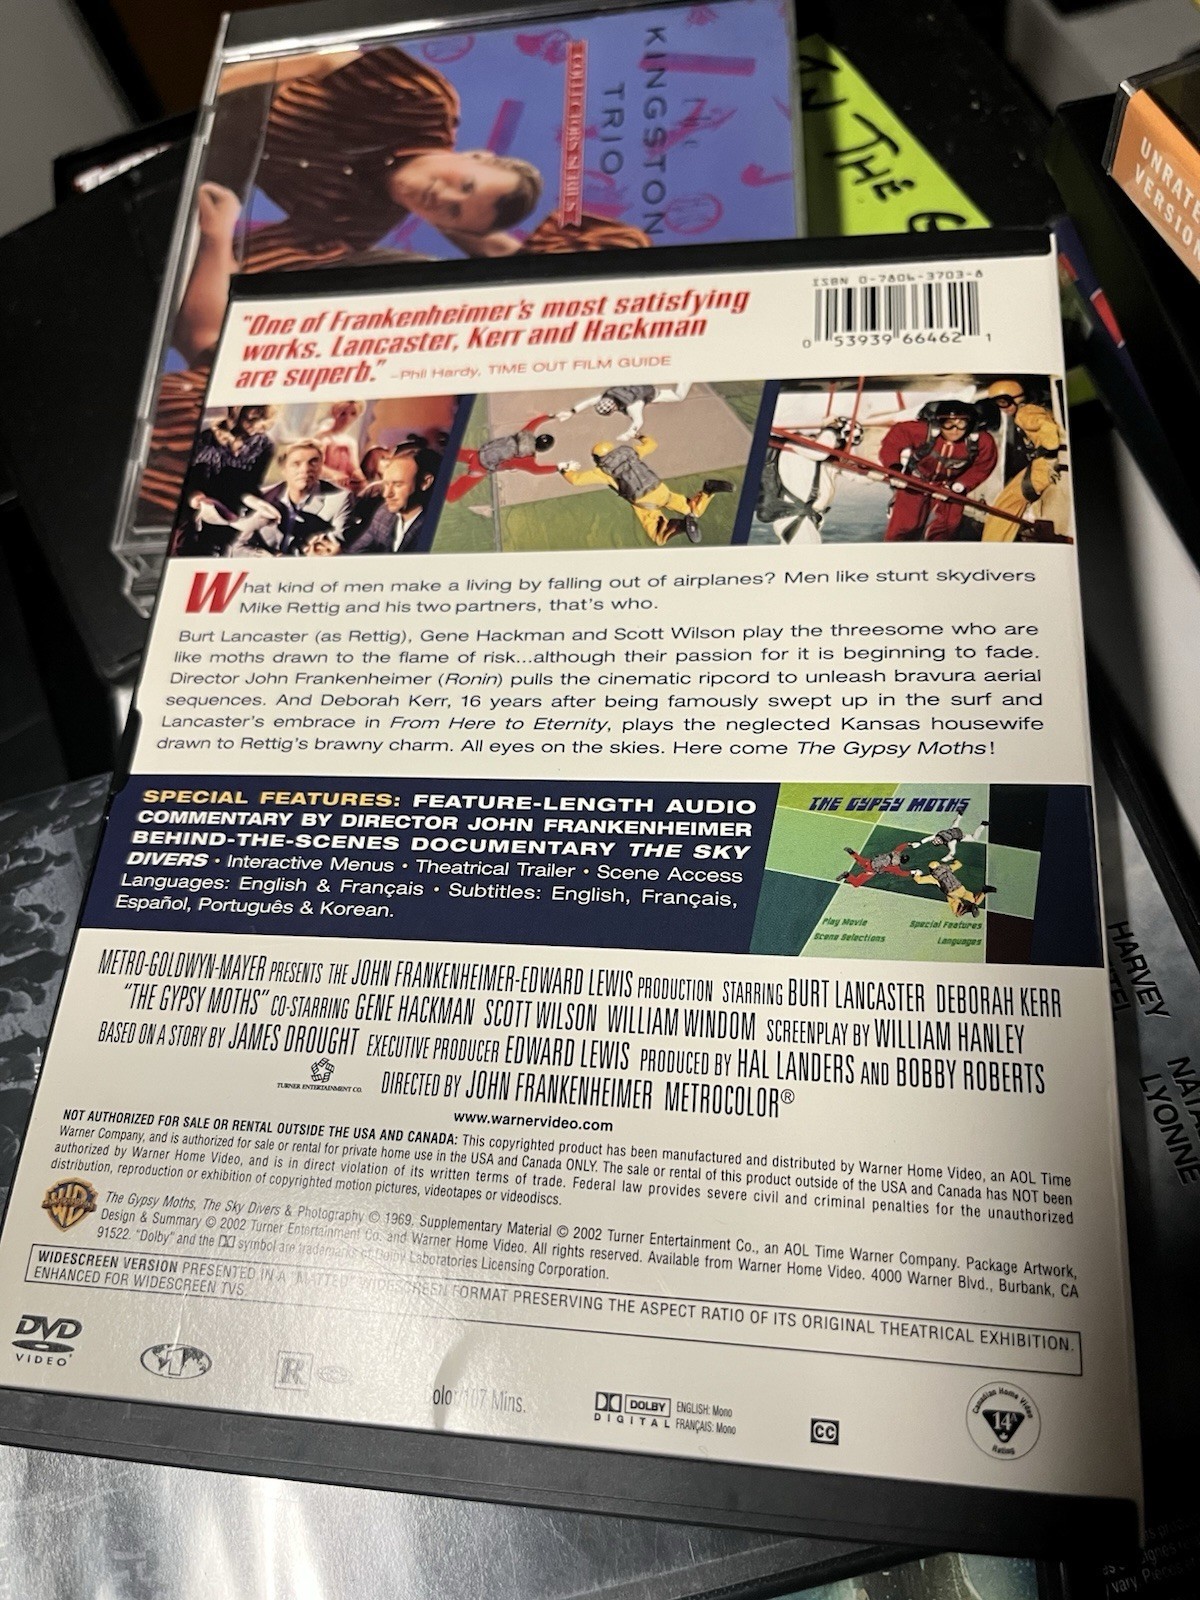 KINGSTON
TRIO
COLLECTORS SERIES
THE
UNRAT
VERSION
"One of Frankenheimer's most satisfying
works. Lancaster, Kerr and Hackman
are superb." –Phil Hardy, TIME OUT FILM GUIDE
ISBN 0-7806-3703-8
0 53939 66462 1
What kind of men make a living by falling out of airplanes? Men like stunt skydivers
Mike Rettig and his two partners, that's who.
Burt Lancaster (as Rettig), Gene Hackman and Scott Wilson play the threesome who are
like moths drawn to the flame of risk...although their passion for it is beginning to fade.
Director John Frankenheimer (Ronin) pulls the cinematic ripcord to unleash bravura aerial
sequences. And Deborah Kerr, 16 years after being famously swept up in the surf and
Lancaster's embrace in From Here to Eternity, plays the neglected Kansas housewife
drawn to Rettig's brawny charm. All eyes on the skies. Here come The Gypsy Moths!
SPECIAL FEATURES: FEATURE-LENGTH AUDIO
COMMENTARY BY DIRECTOR JOHN FRANKENHEIMER
BEHIND-THE-SCENES DOCUMENTARY THE SKY
DIVERS • Interactive Menus • Theatrical Trailer • Scene Access
Languages: English & Français • Subtitles: English, Français,
Español, Português & Korean.
THE GYPSY MOTHS
Play Movie
Special Features
Scene Selections
Languages
METRO-GOLDWYN-MAYER PRESENTS THE JOHN FRANKENHEIMER-EDWARD LEWIS PRODUCTION STARRING BURT LANCASTER DEBORAH KERR
"THE GYPSY MOTHS" CO-STARRING GENE HACKMAN SCOTT WILSON WILLIAM WINDOM SCREENPLAY BY WILLIAM HANLEY
BASED ON A STORY BY JAMES DROUGHT EXECUTIVE PRODUCER EDWARD LEWIS PRODUCED BY HAL LANDERS AND BOBBY ROBERTS
TURNER ENTERTAINMENT CO. DIRECTED BY JOHN FRANKENHEIMER METROCOLOR®
www.warnervideo.com
NOT AUTHORIZED FOR SALE OR RENTAL OUTSIDE THE USA AND CANADA: This copyrighted product has been manufactured and distributed by Warner Home Video, an AOL Time
Warner Company, and is authorized for sale or rental for private home use in the USA and Canada ONLY. The sale or rental of this product outside of the USA and Canada has NOT been
authorized by Warner Home Video, and is in direct violation of its written terms of trade. Federal law provides severe civil and criminal penalties for the unauthorized
distribution, reproduction or exhibition of copyrighted motion pictures, videotapes or videodiscs.
The Gypsy Moths, The Sky Divers & Photography © 1969. Supplementary Material © 2002 Turner Entertainment Co., an AOL Time Warner Company. Package Artwork,
Design & Summary © 2002 Turner Entertainment Co. and Warner Home Video. All rights reserved. Available from Warner Home Video. 4000 Warner Blvd., Burbank, CA
91522. "Dolby" and the symbol are trademarks of Dolby Laboratories Licensing Corporation.
WIDESCREEN VERSION PRESENTED IN A "MATTED" WIDESCREEN FORMAT PRESERVING THE ASPECT RATIO OF ITS ORIGINAL THEATRICAL EXHIBITION.
ENHANCED FOR WIDESCREEN TVS.
DVD
VIDEO
1
R
olor/107 Mins.
DOLBY
DIGITAL
ENGLISH: Mono
FRANÇAIS: Mono
CC
Canadian Home Video
14A
Rating
HARVEY
NATA
LYONNE
vary.